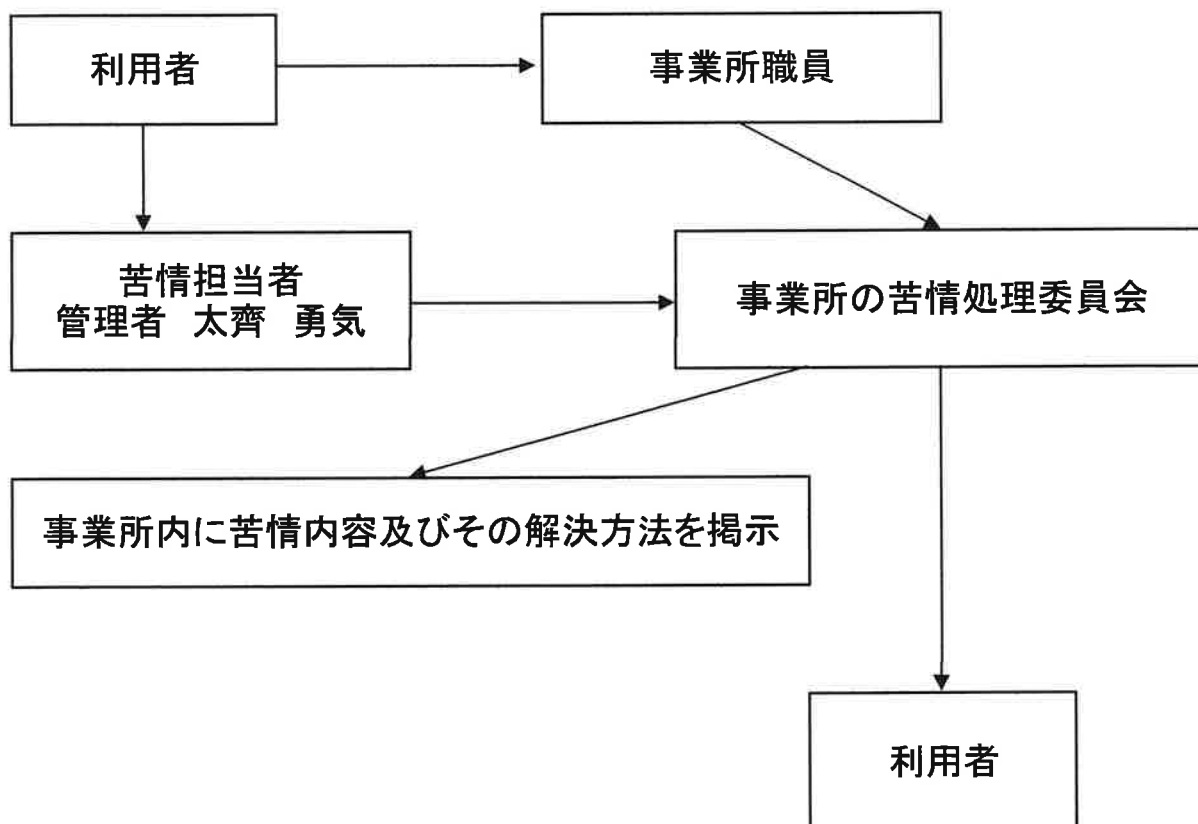 利用者
事業所職員
苦情担当者
管理者　太齊　勇気
事業所の苦情処理委員会
事業所内に苦情内容及びその解決方法を掲示
利用者